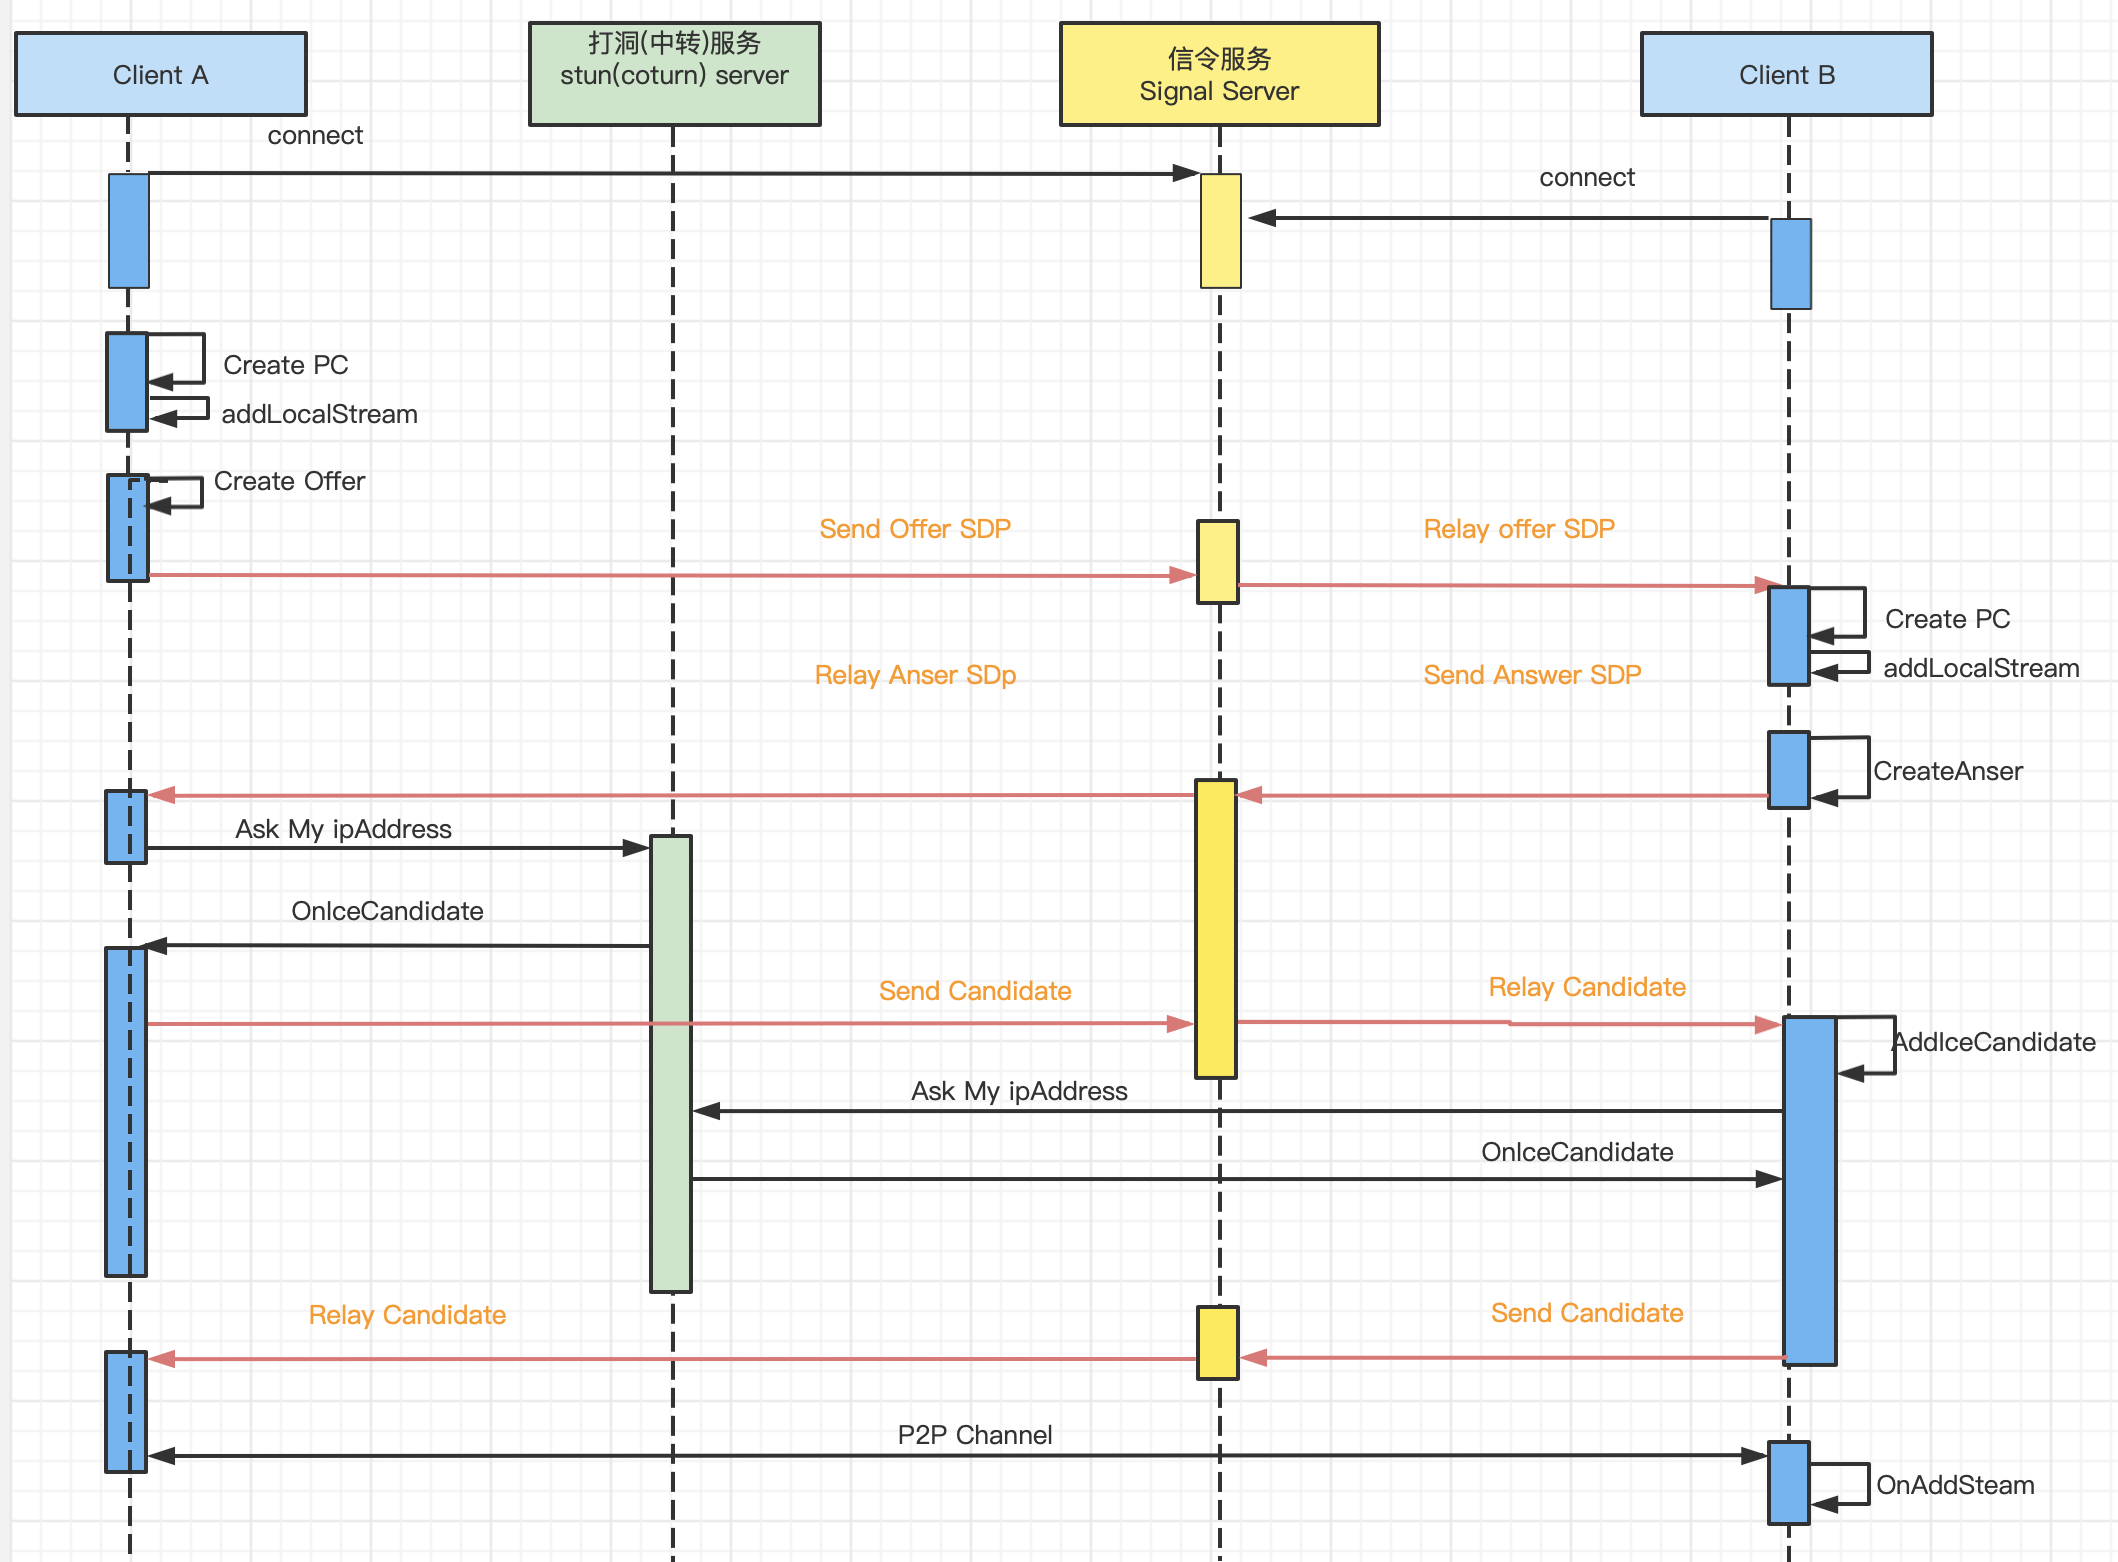 Client A
打洞(中转)服务
stun(coturn) server
信令服务
Signal Server
Client B
connect
connect
Create PC
addLocalStream
Create Offer
Send Offer SDP
Relay offer SDP
Create PC
addLocalStream
Relay Anser SDp
Send Answer SDP
CreateAnser
Ask My ipAddress
OnIceCandidate
Send Candidate
Relay Candidate
AddIceCandidate
Ask My ipAddress
OnIceCandidate
Relay Candidate
Send Candidate
P2P Channel
OnAddSteam